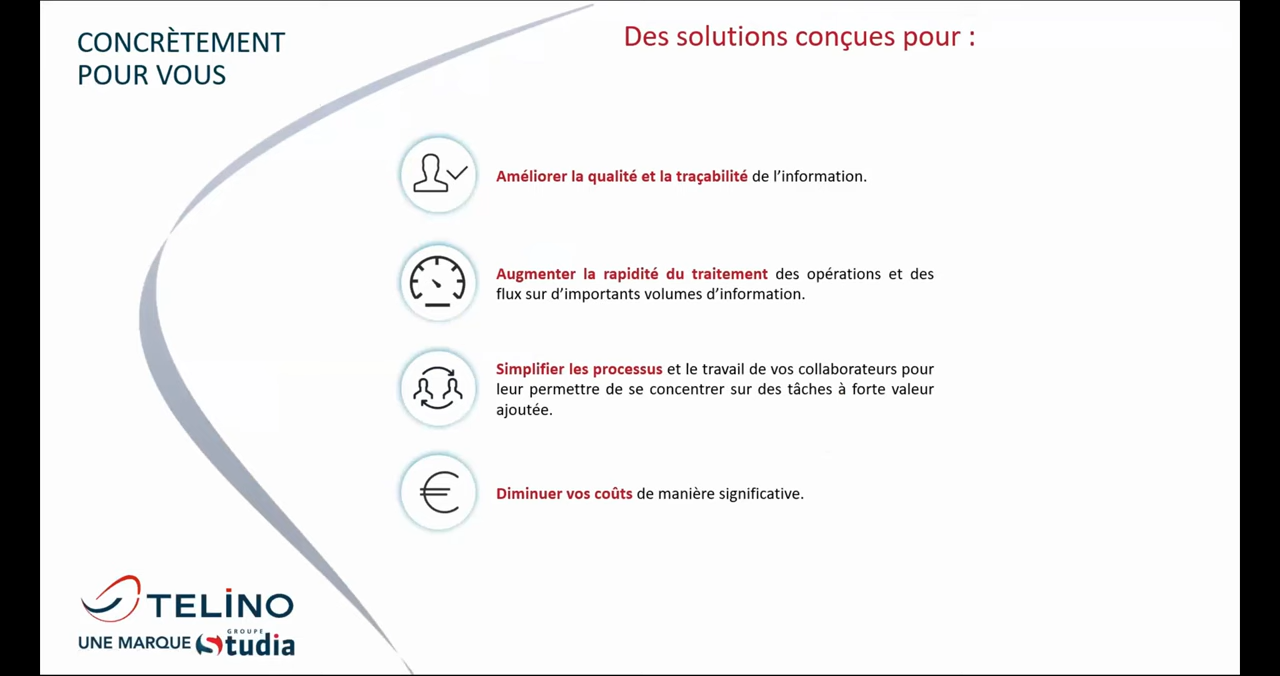 CONCRÈTEMENT
POUR VOUS
Des solutions conçues pour :
Améliorer la qualité et la traçabilité de l’information.
Augmenter la rapidité du traitement des opérations et des
flux sur d’importants volumes d’information.
Simplifier les processus et le travail de vos collaborateurs pour
leur permettre de se concentrer sur des tâches à forte valeur
ajoutée.
Diminuer vos coûts de manière significative.
TELiNO
UNE MARQUE GROUPE Studia